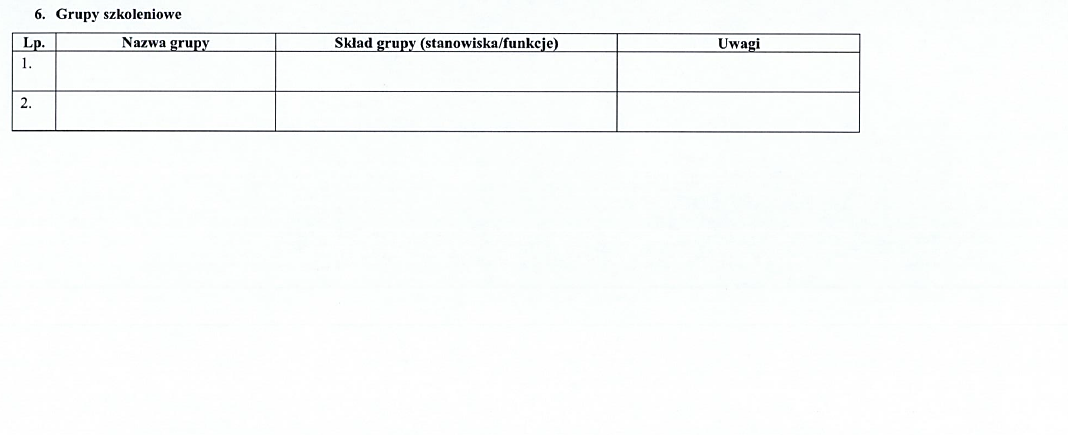 6. Grupy szkoleniowe
Lp. Nazwa grupy Skład grupy (stanowiska/funkcje) Uwagi
1.
2.